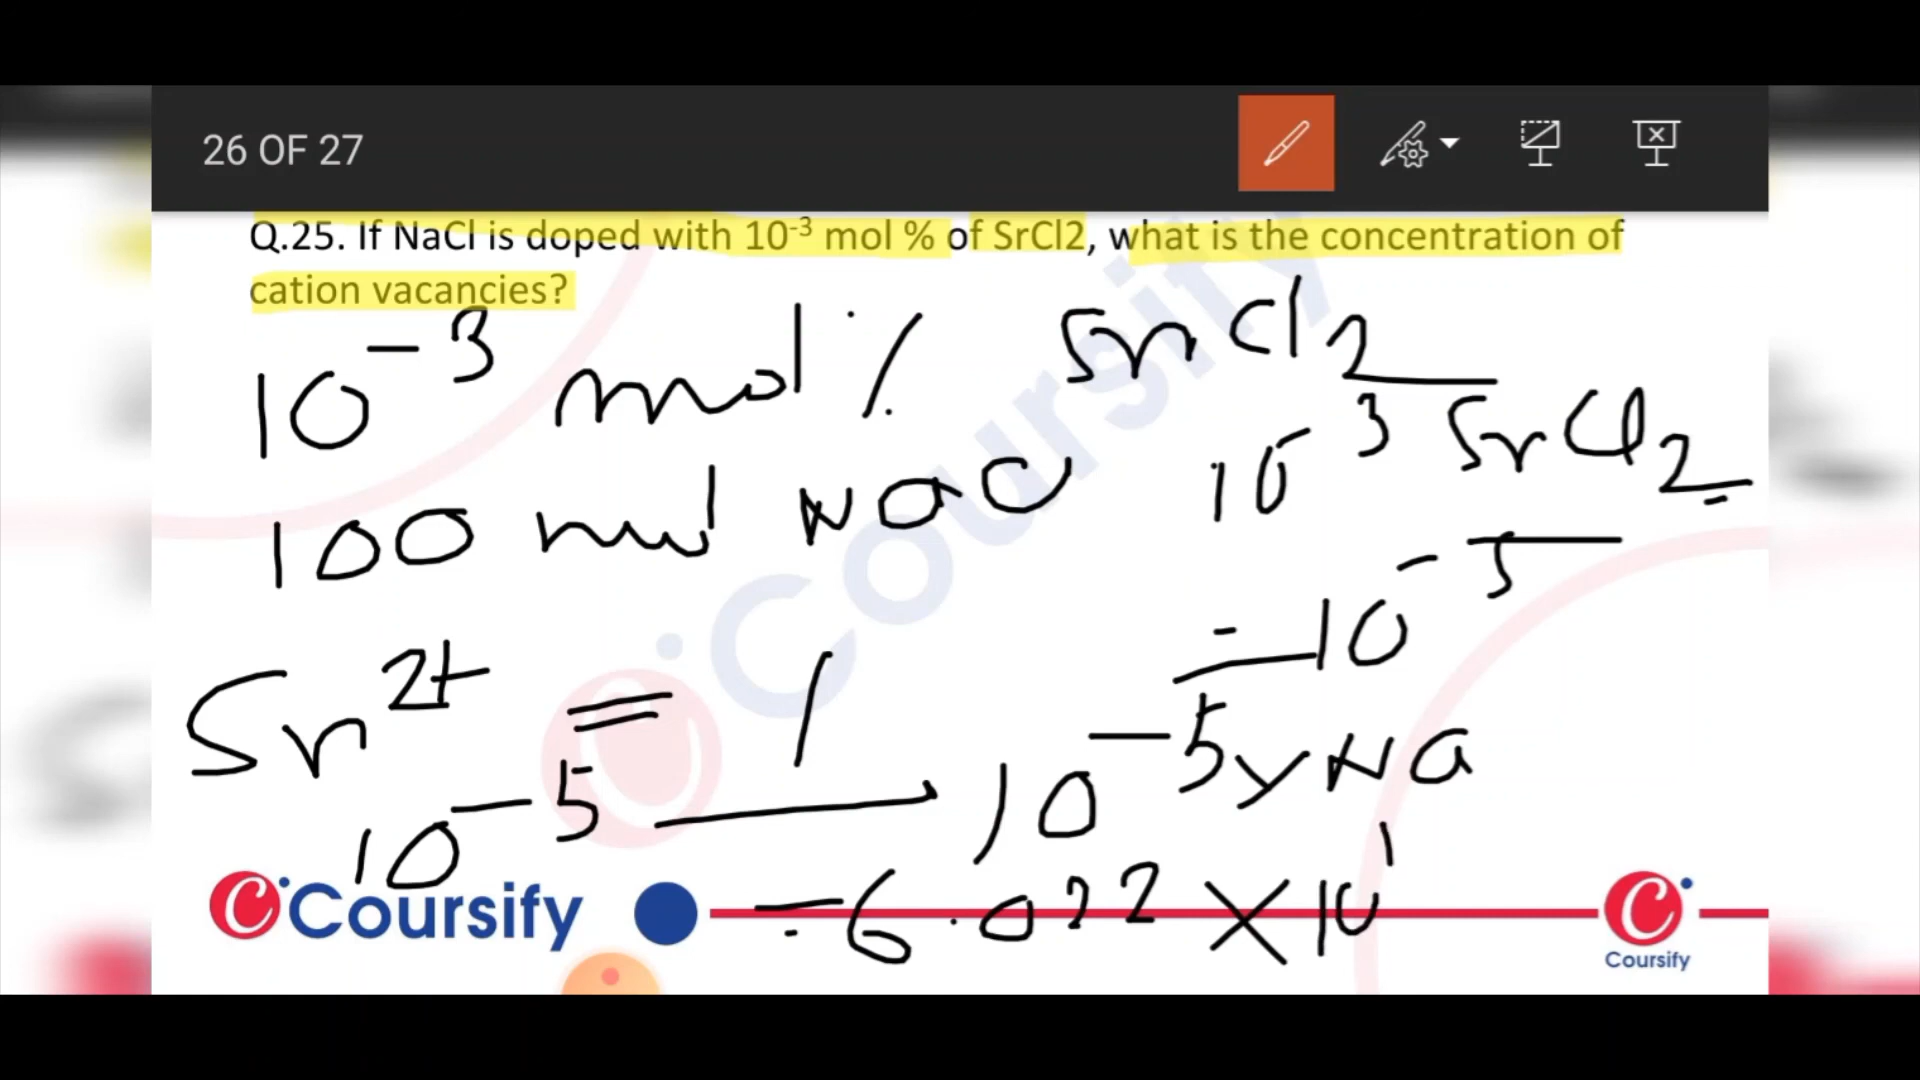 26 OF 27
Q.25. If NaCl is doped with 10⁻³ mol % of SrCl2, what is the concentration of
cation vacancies?
10⁻³ mol % SrCl₂
100 mol NaCl 10⁻³ SrCl₂
= 10⁻⁵
Sr²⁺ = 1
10⁻⁵ 10⁻⁵ × NA
= 6.022 × 10¹
Coursify
Coursify
Coursify